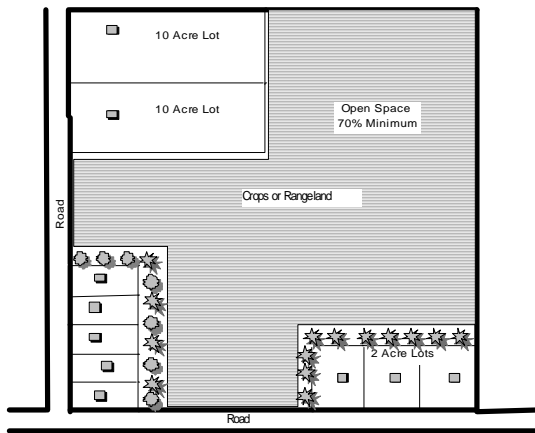 10 Acre Lot
10 Acre Lot
Open Space
70% Minimum
Crops or Rangeland
Road
2 Acre Lots
Road